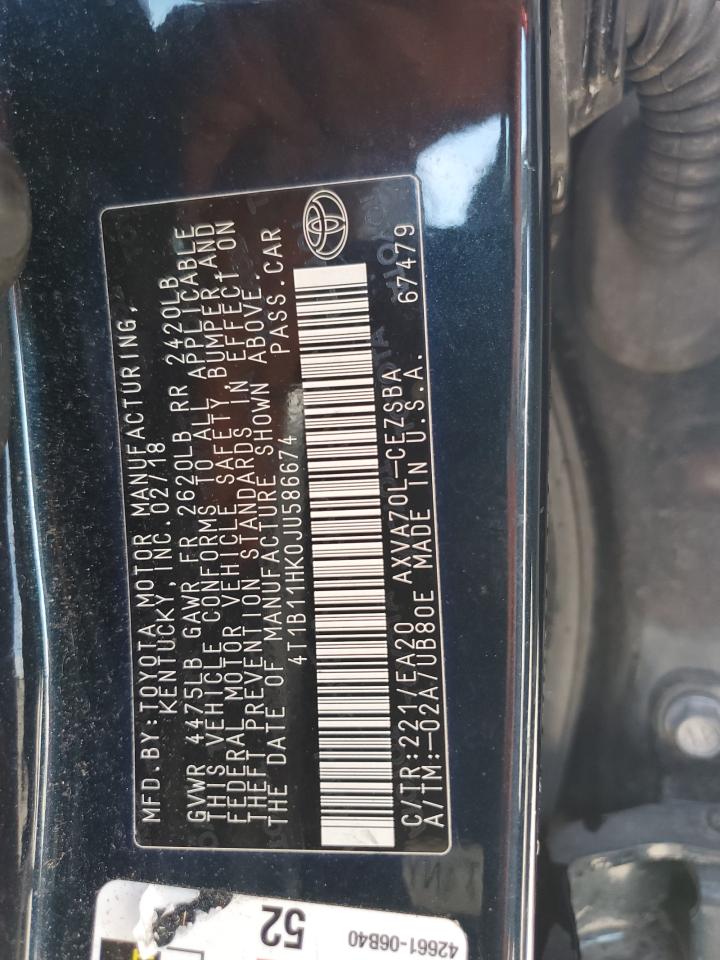 MFD. BY: TOYOTA MOTOR MANUFACTURING,
KENTUCKY, INC. 02/18
GVWR 4475LB GAWR FR 2620LB RR 2420LB
THIS VEHICLE CONFORMS TO ALL APPLICABLE
FEDERAL MOTOR VEHICLE SAFETY, BUMPER, AND
THEFT PREVENTION STANDARDS IN EFFECT ON
THE DATE OF MANUFACTURE SHOWN ABOVE.
4T1B11HK0JU586674 PASS. CAR
C/TR: 221/EA20 AXVA70L-CEZSBA 67479
A/TM: -02A/UB80E MADE IN U.S.A.
52
42661-06B40